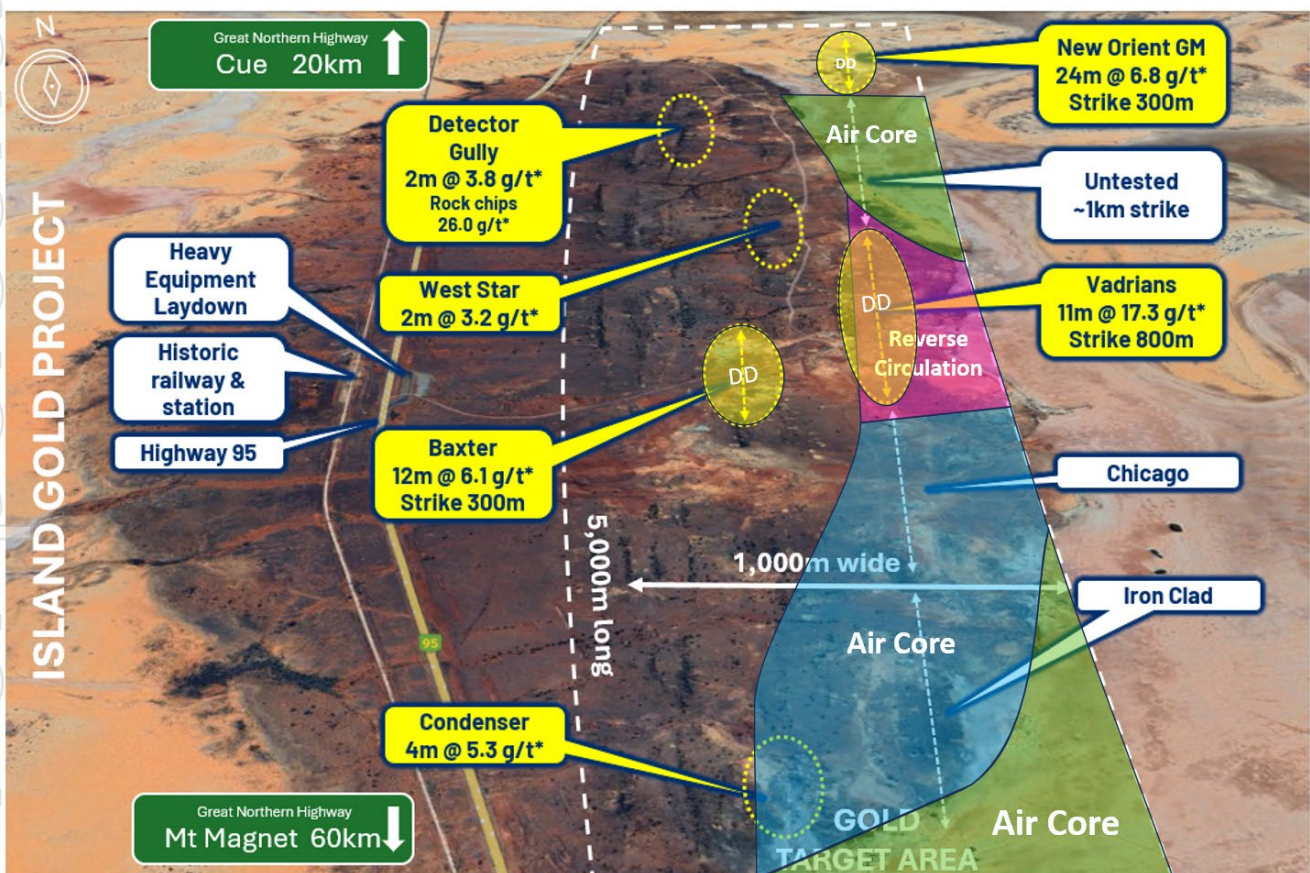 N
Great Northern Highway
Cue 20km
ISLAND GOLD PROJECT
DD
New Orient GM
24m @ 6.8 g/t*
Strike 300m
Detector
Gully
2m @ 3.8 g/t*
Rock chips
26.0 g/t*
Air Core
Untested
~1km strike
Heavy
Equipment
Laydown
West Star
2m @ 3.2 g/t*
DD
Reverse
Circulation
Vadrians
11m @ 17.3 g/t*
Strike 800m
Historic
railway &
station
DD
Highway 95
Baxter
12m @ 6.1 g/t*
Strike 300m
Chicago
5,000m long
1,000m wide
Iron Clad
95
Air Core
Condenser
4m @ 5.3 g/t*
Great Northern Highway
Mt Magnet 60km
GOLD
TARGET AREA
Air Core